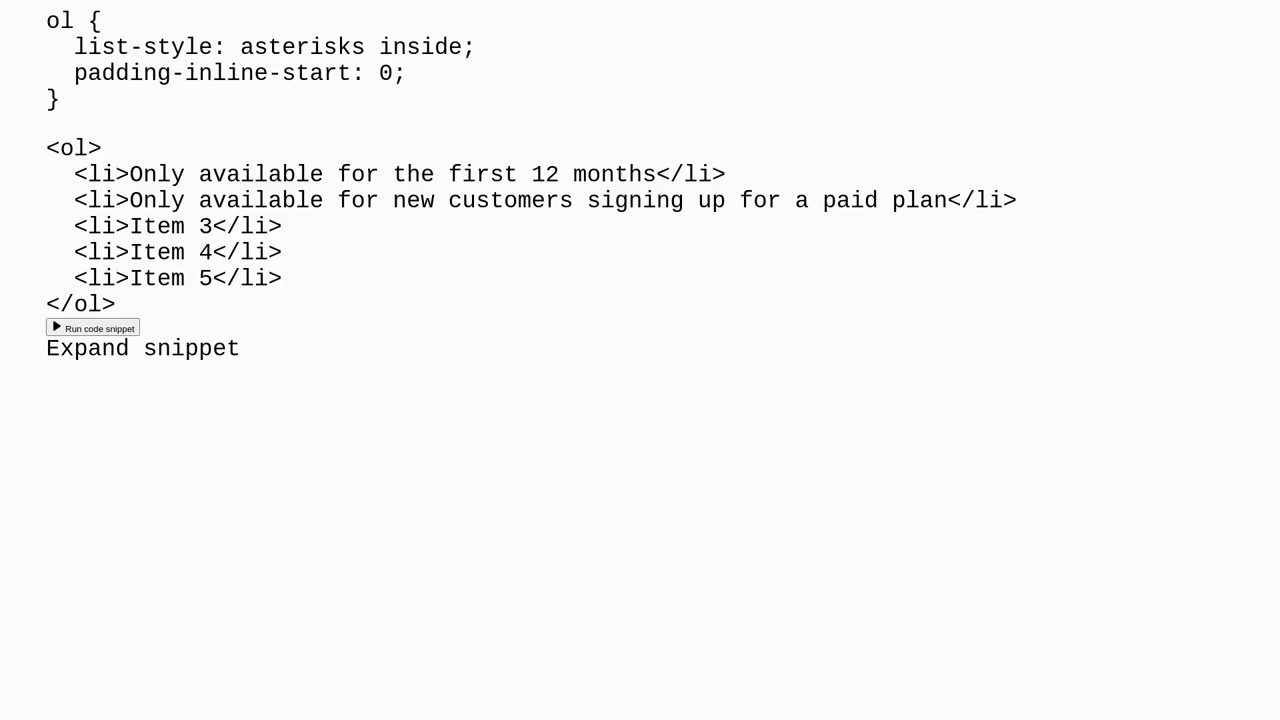 ol {
  list-style: asterisks inside;
  padding-inline-start: 0;
}

<ol>
  <li>Only available for the first 12 months</li>
  <li>Only available for new customers signing up for a paid plan</li>
  <li>Item 3</li>
  <li>Item 4</li>
  <li>Item 5</li>
</ol>
Run code snippet
Expand snippet